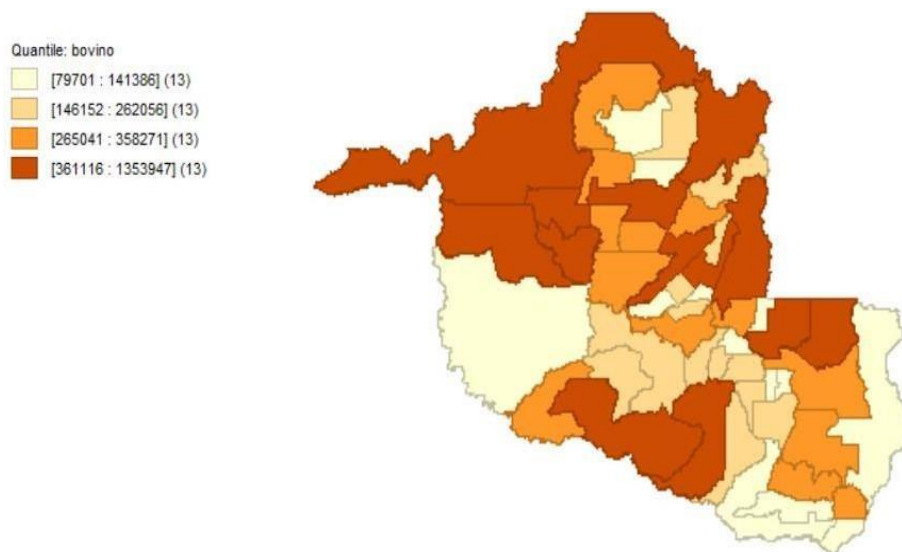 Quantile: bovino
[79701 : 141386] (13)
[146152 : 262056] (13)
[265041 : 358271] (13)
[361116 : 1353947] (13)